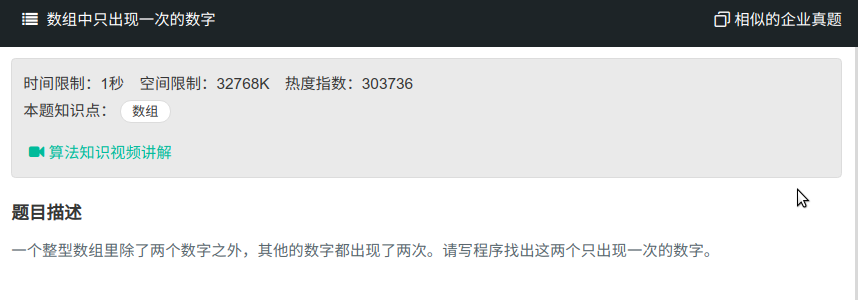 数组中只出现一次的数字 相似的企业真题
时间限制：1秒 空间限制：32768K 热度指数：303736
本题知识点： 数组
算法知识视频讲解
题目描述
一个整型数组里除了两个数字之外，其他的数字都出现了两次。请写程序找出这两个只出现一次的数字。